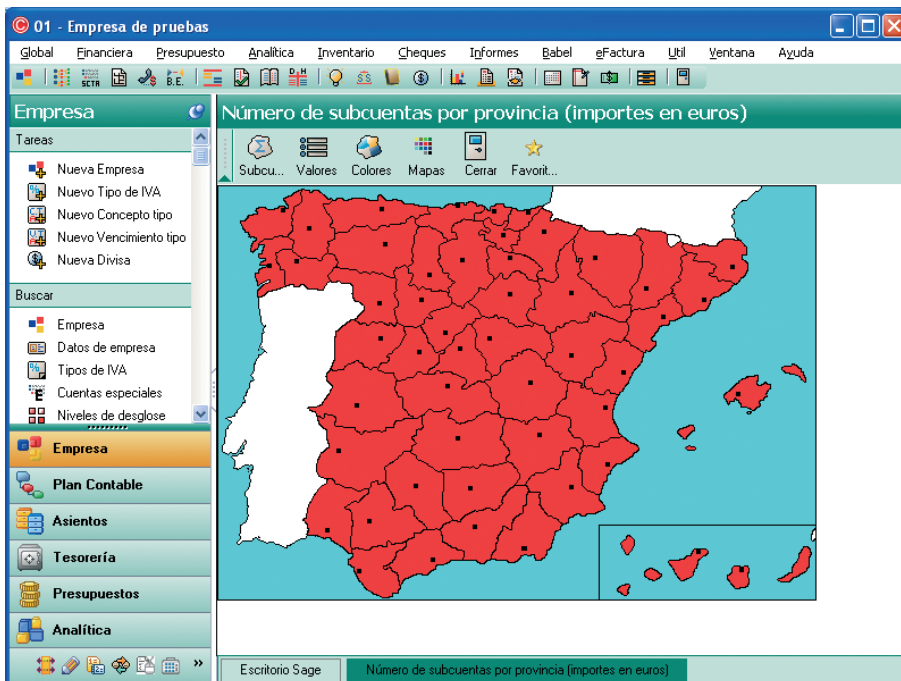 01 - Empresa de pruebas
Global Financiera Presupuesto Analítica Inventario Cheques Informes Babel eFactura Util Ventana Ayuda
SCTA B.E. D H
Empresa
Número de subcuentas por provincia (importes en euros)
Tareas
Subcu... Valores Colores Mapas Cerrar Favorit...
Nueva Empresa
Nuevo Tipo de IVA
Nuevo Concepto tipo
Nuevo Vencimiento tipo
Nueva Divisa
Buscar
Empresa
Datos de empresa
Tipos de IVA
Cuentas especiales
Niveles de desglose
Empresa
Plan Contable
Asientos
Tesorería
Presupuestos
Analítica
Escritorio Sage
Número de subcuentas por provincia (importes en euros)